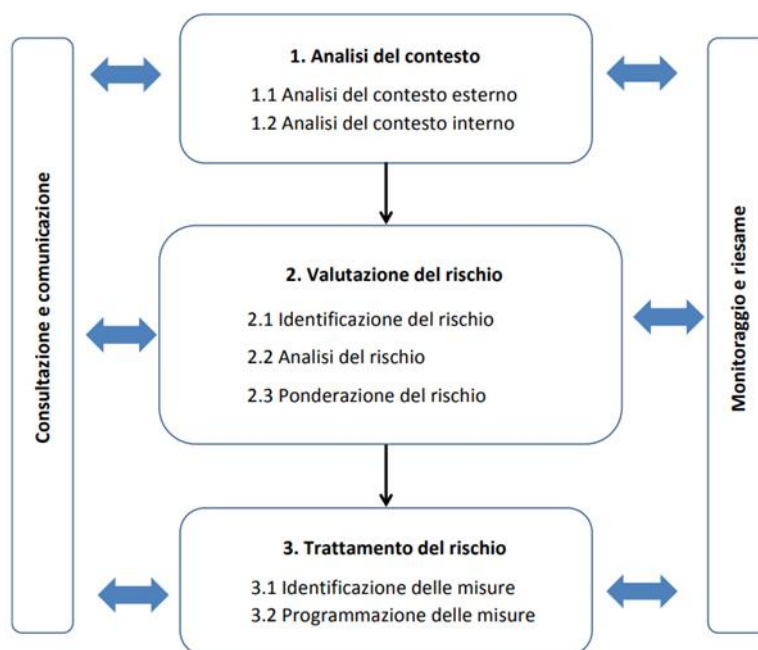 Consultazione e comunicazione
1. Analisi del contesto
1.1 Analisi del contesto esterno
1.2 Analisi del contesto interno
2. Valutazione del rischio
2.1 Identificazione del rischio
2.2 Analisi del rischio
2.3 Ponderazione del rischio
3. Trattamento del rischio
3.1 Identificazione delle misure
3.2 Programmazione delle misure
Monitoraggio e riesame